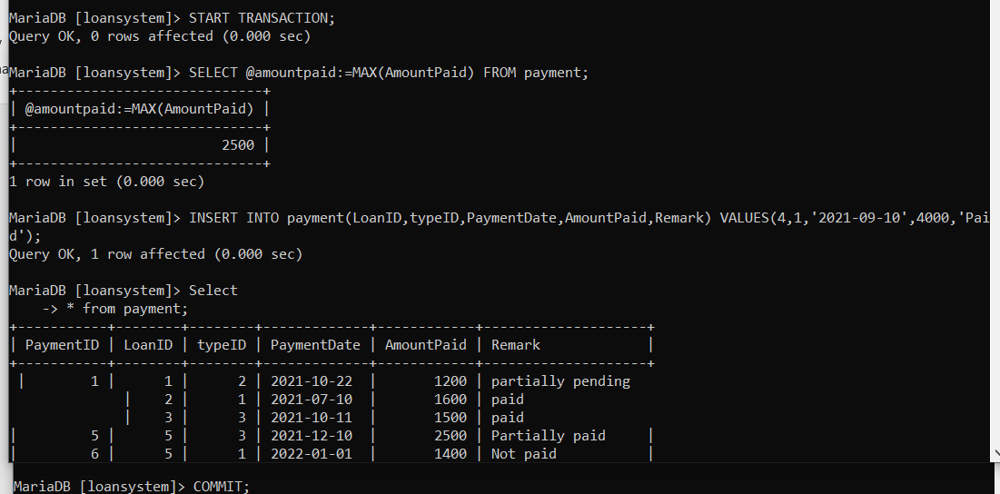 MariaDB [loansystem]> START TRANSACTION;
Query OK, 0 rows affected (0.000 sec)
MariaDB [loansystem]> SELECT @amountpaid:=MAX(AmountPaid) FROM payment;
+------------------------------+
| @amountpaid:=MAX(AmountPaid) |
+------------------------------+
|                         2500 |
+------------------------------+
1 row in set (0.000 sec)
MariaDB [loansystem]> INSERT INTO payment(LoanID,typeID,PaymentDate,AmountPaid,Remark) VALUES(4,1,'2021-09-10',4000,'Pai
d');
Query OK, 1 row affected (0.000 sec)
MariaDB [loansystem]> Select
    -> * from payment;
+-----------+--------+--------+-------------+------------+--------------------+
| PaymentID | LoanID | typeID | PaymentDate | AmountPaid | Remark             |
+-----------+--------+--------+-------------+------------+--------------------+
 |        1 |      1 |      2 | 2021-10-22  |       1200 | partially pending
              |    2 |      1 | 2021-07-10  |       1600 | paid
              |    3 |      3 | 2021-10-11  |       1500 | paid
|         5 |      5 |      3 | 2021-12-10  |       2500 | Partially paid     |
|         6 |      5 |      1 | 2022-01-01  |       1400 | Not paid           |
MariaDB [loansystem]> COMMIT;